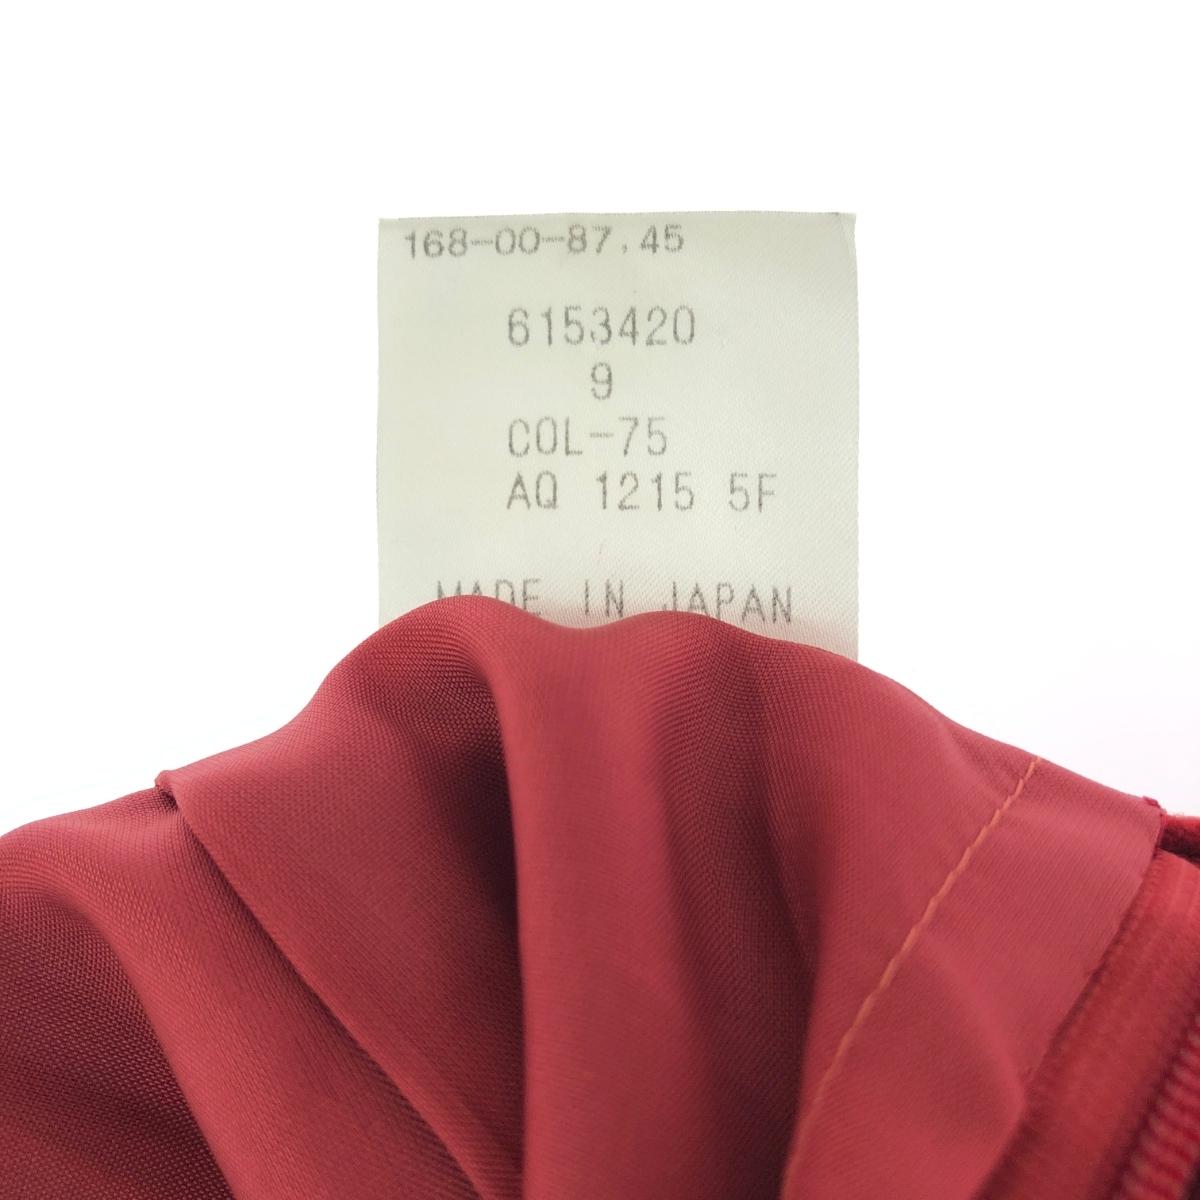 168-00-87.45
6153420
9
COL-75
AQ 1215 5F
MADE IN JAPAN